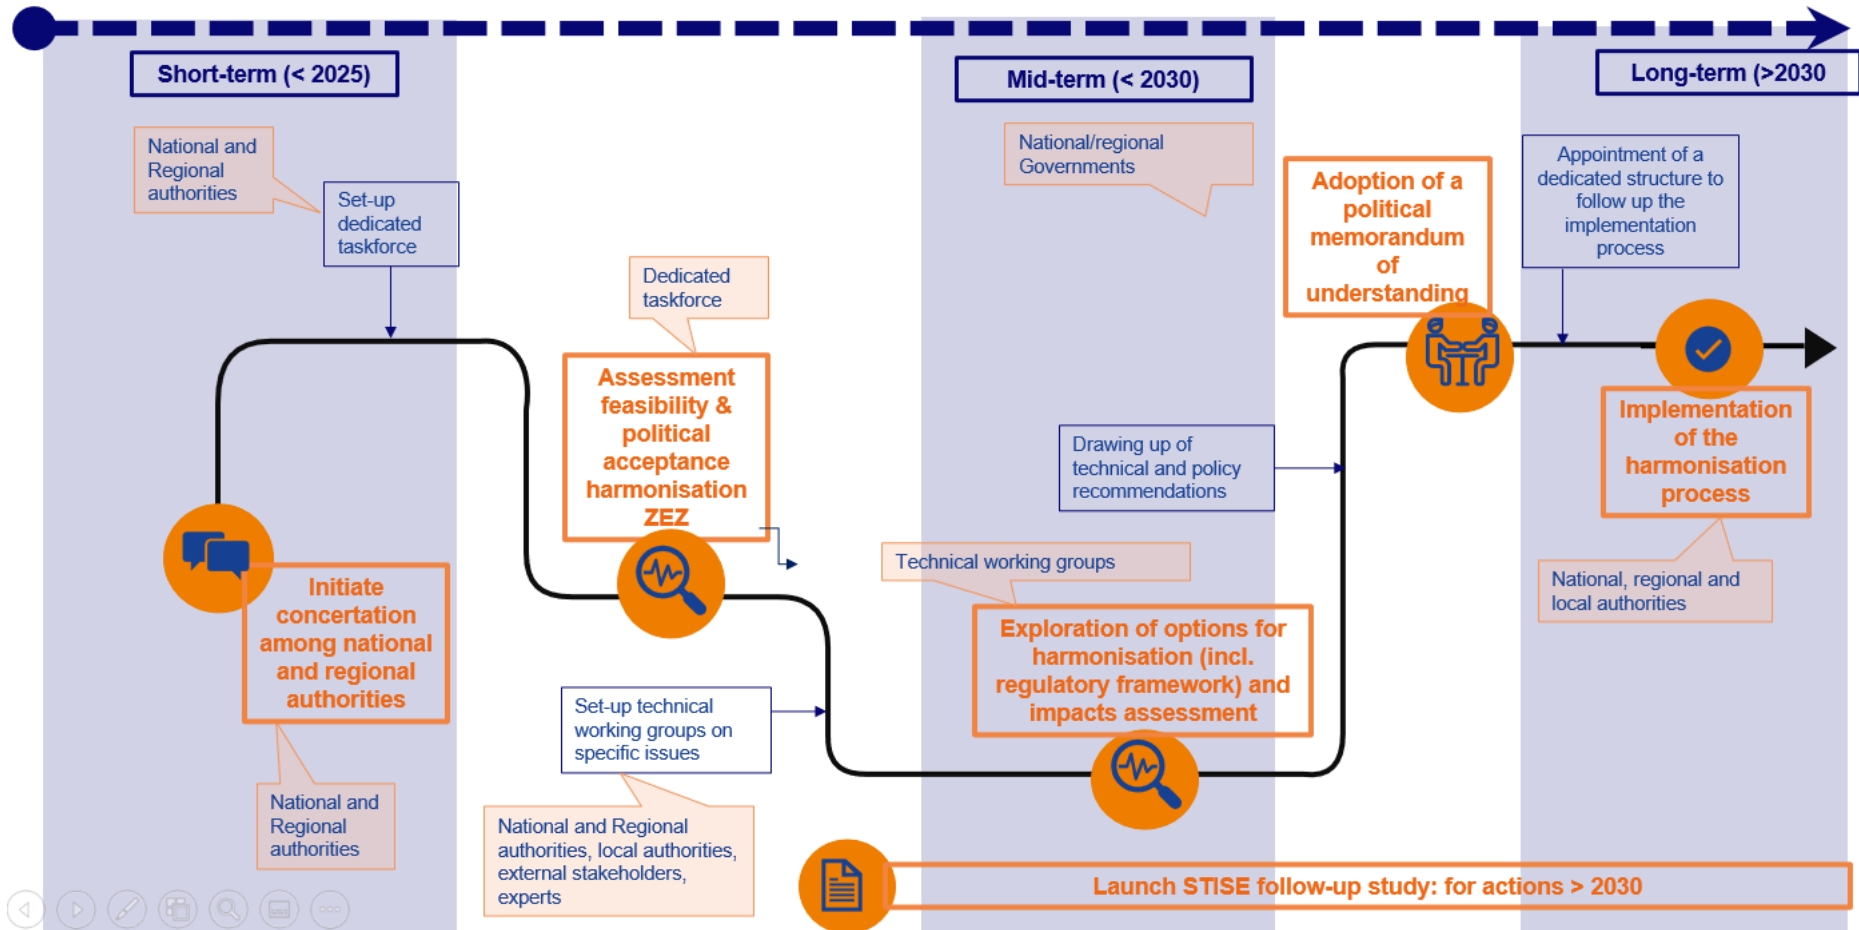 Short-term (< 2025)
Mid-term (< 2030)
Long-term (>2030
National and
Regional
authorities
Set-up
dedicated
taskforce
Initiate
concertation
among national
and regional
authorities
National and
Regional
authorities
Dedicated
taskforce
Assessment
feasibility &
political
acceptance
harmonisation
ZEZ
Set-up technical
working groups on
specific issues
National and Regional
authorities, local authorities,
external stakeholders,
experts
National/regional
Governments
Technical working groups
Exploration of options for
harmonisation (incl.
regulatory framework) and
impacts assessment
Drawing up of
technical and policy
recommendations
Adoption of a
political
memorandum
of
understanding
Appointment of a
dedicated structure to
follow up the
implementation
process
Implementation
of the
harmonisation
process
National, regional and
local authorities
Launch STISE follow-up study: for actions > 2030